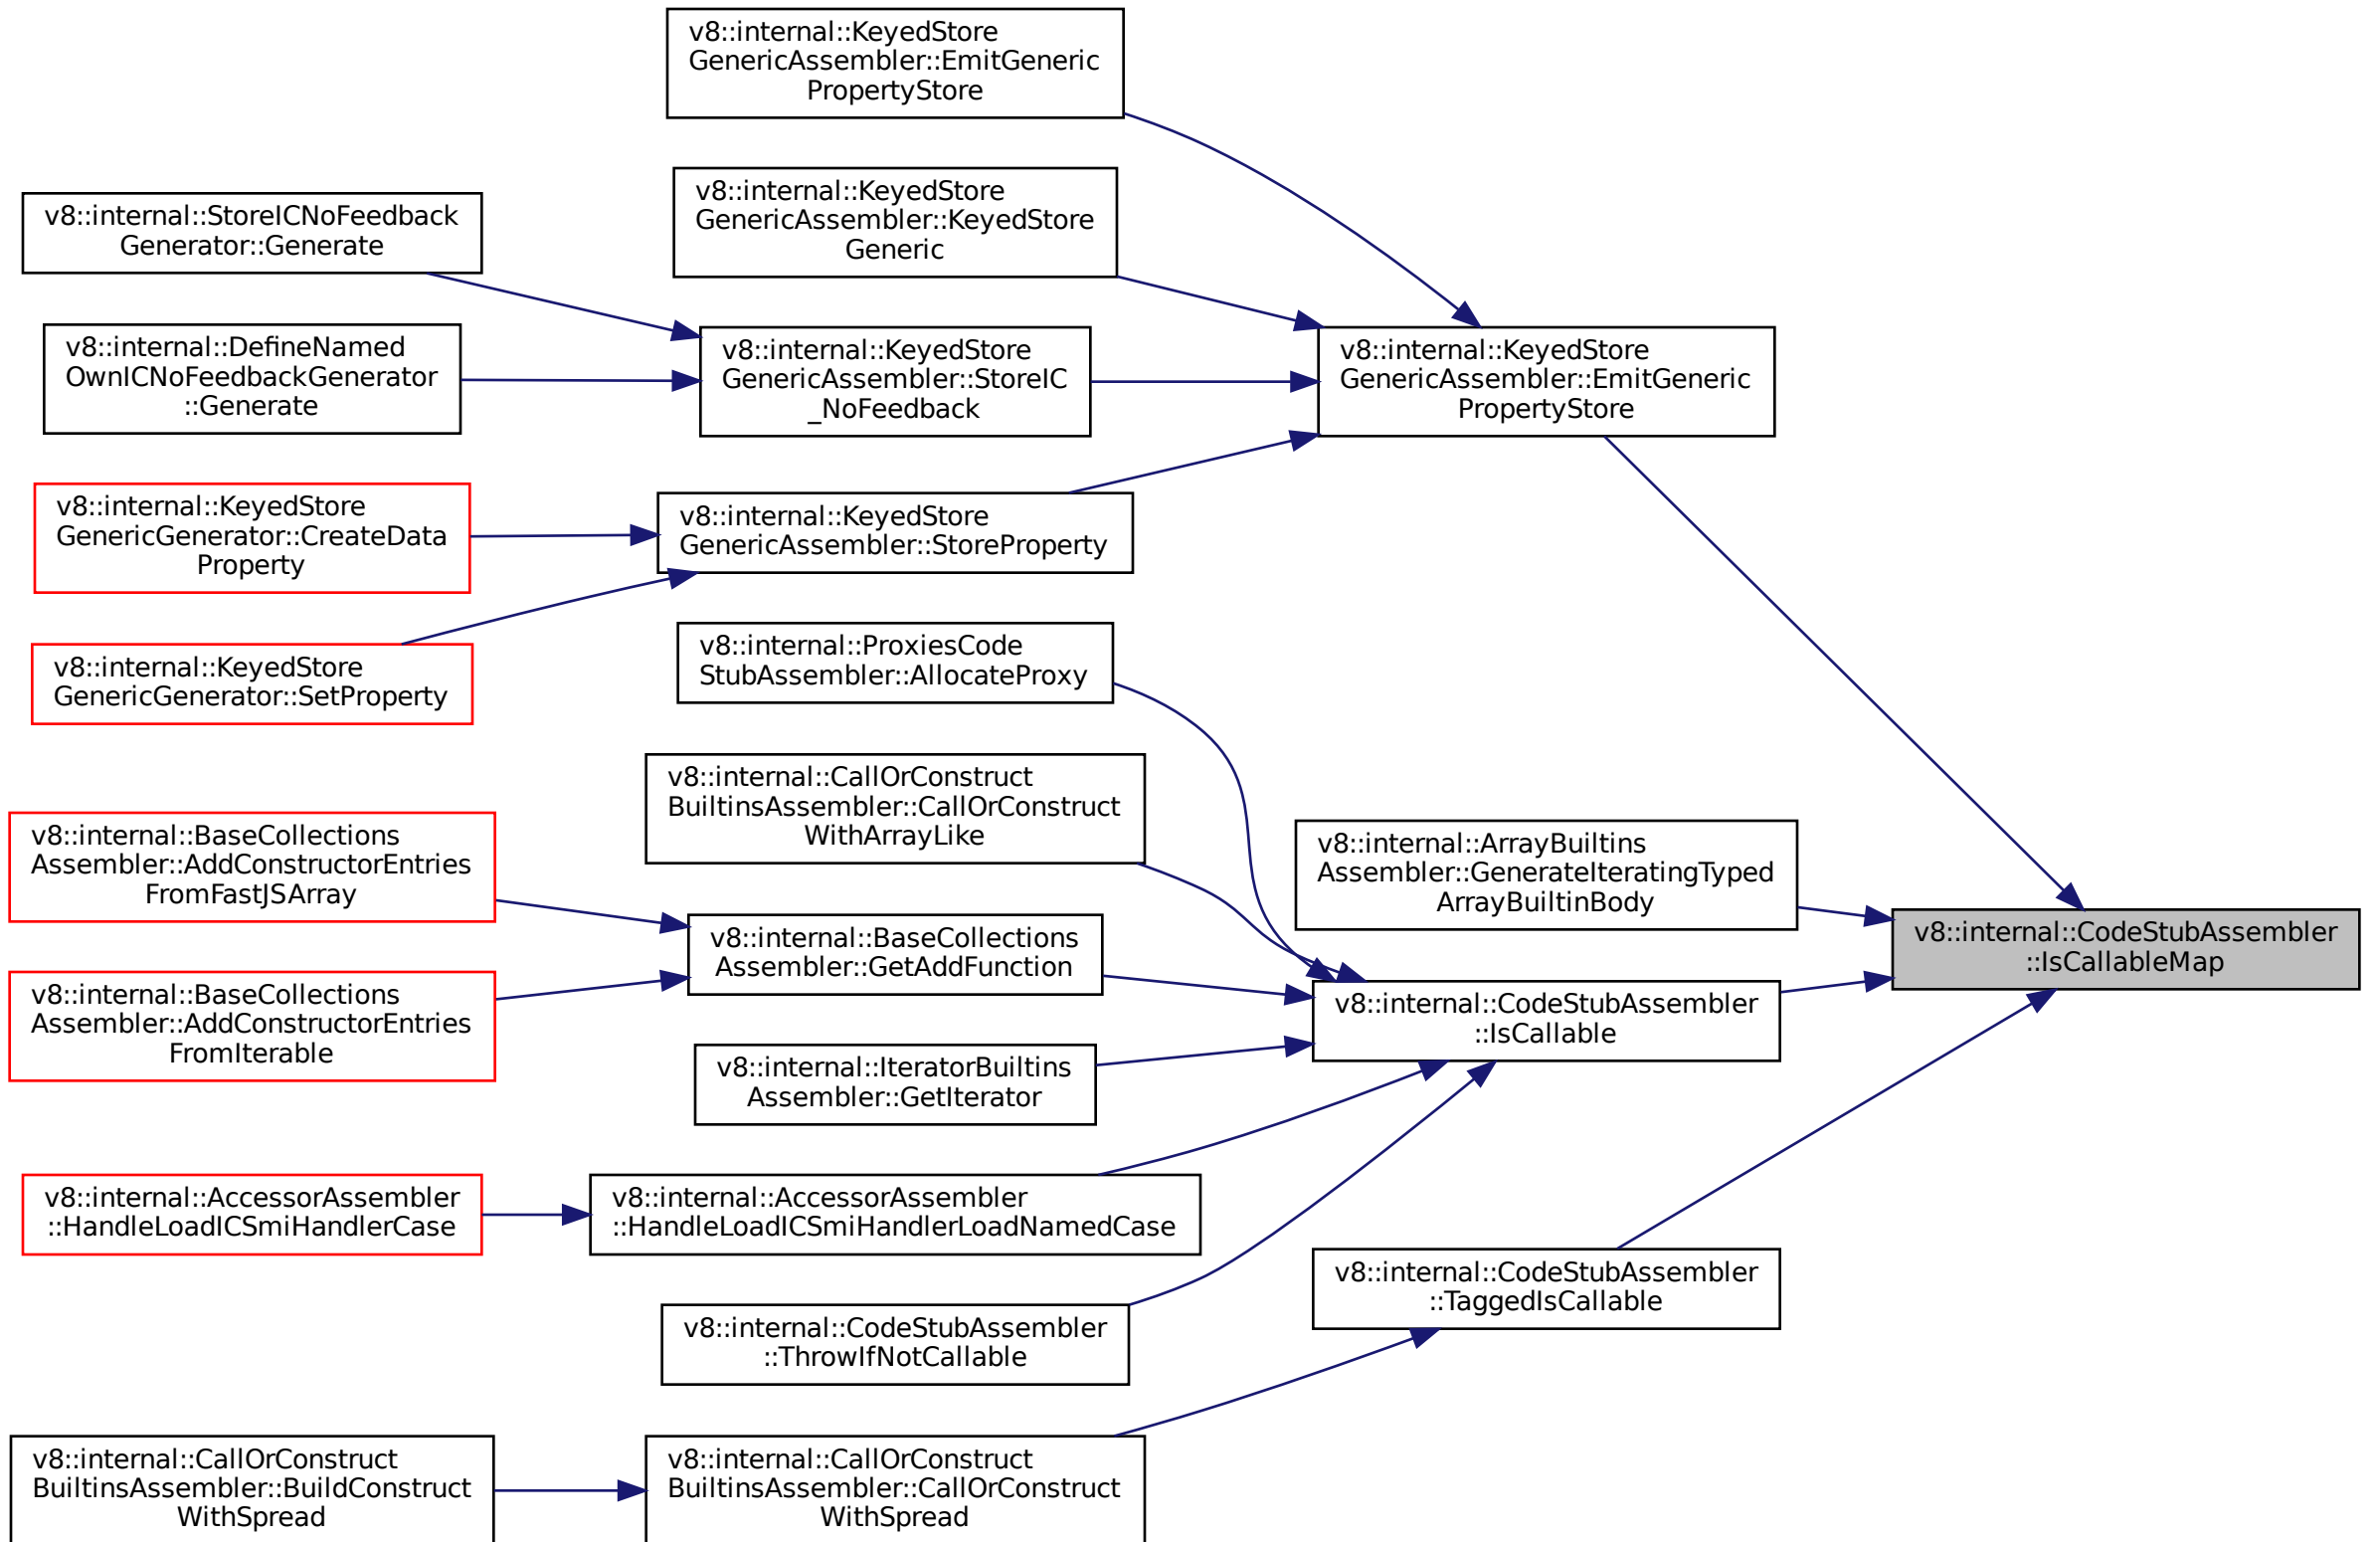 v8::internal::KeyedStore
GenericAssembler::EmitGeneric
PropertyStore
v8::internal::KeyedStore
GenericAssembler::KeyedStore
Generic
v8::internal::StoreICNoFeedback
Generator::Generate
v8::internal::DefineNamed
OwnICNoFeedbackGenerator
::Generate
v8::internal::KeyedStore
GenericAssembler::StoreIC
_NoFeedback
v8::internal::KeyedStore
GenericAssembler::EmitGeneric
PropertyStore
v8::internal::KeyedStore
GenericGenerator::CreateData
Property
v8::internal::KeyedStore
GenericAssembler::StoreProperty
v8::internal::KeyedStore
GenericGenerator::SetProperty
v8::internal::ProxiesCode
StubAssembler::AllocateProxy
v8::internal::CallOrConstruct
BuiltinsAssembler::CallOrConstruct
WithArrayLike
v8::internal::BaseCollections
Assembler::AddConstructorEntries
FromFastJSArray
v8::internal::ArrayBuiltins
Assembler::GenerateIteratingTyped
ArrayBuiltinBody
v8::internal::BaseCollections
Assembler::GetAddFunction
v8::internal::CodeStubAssembler
::IsCallableMap
v8::internal::BaseCollections
Assembler::AddConstructorEntries
FromIterable
v8::internal::CodeStubAssembler
::IsCallable
v8::internal::IteratorBuiltins
Assembler::GetIterator
v8::internal::AccessorAssembler
::HandleLoadICSmiHandlerCase
v8::internal::AccessorAssembler
::HandleLoadICSmiHandlerLoadNamedCase
v8::internal::CodeStubAssembler
::TaggedIsCallable
v8::internal::CodeStubAssembler
::ThrowIfNotCallable
v8::internal::CallOrConstruct
BuiltinsAssembler::BuildConstruct
WithSpread
v8::internal::CallOrConstruct
BuiltinsAssembler::CallOrConstruct
WithSpread